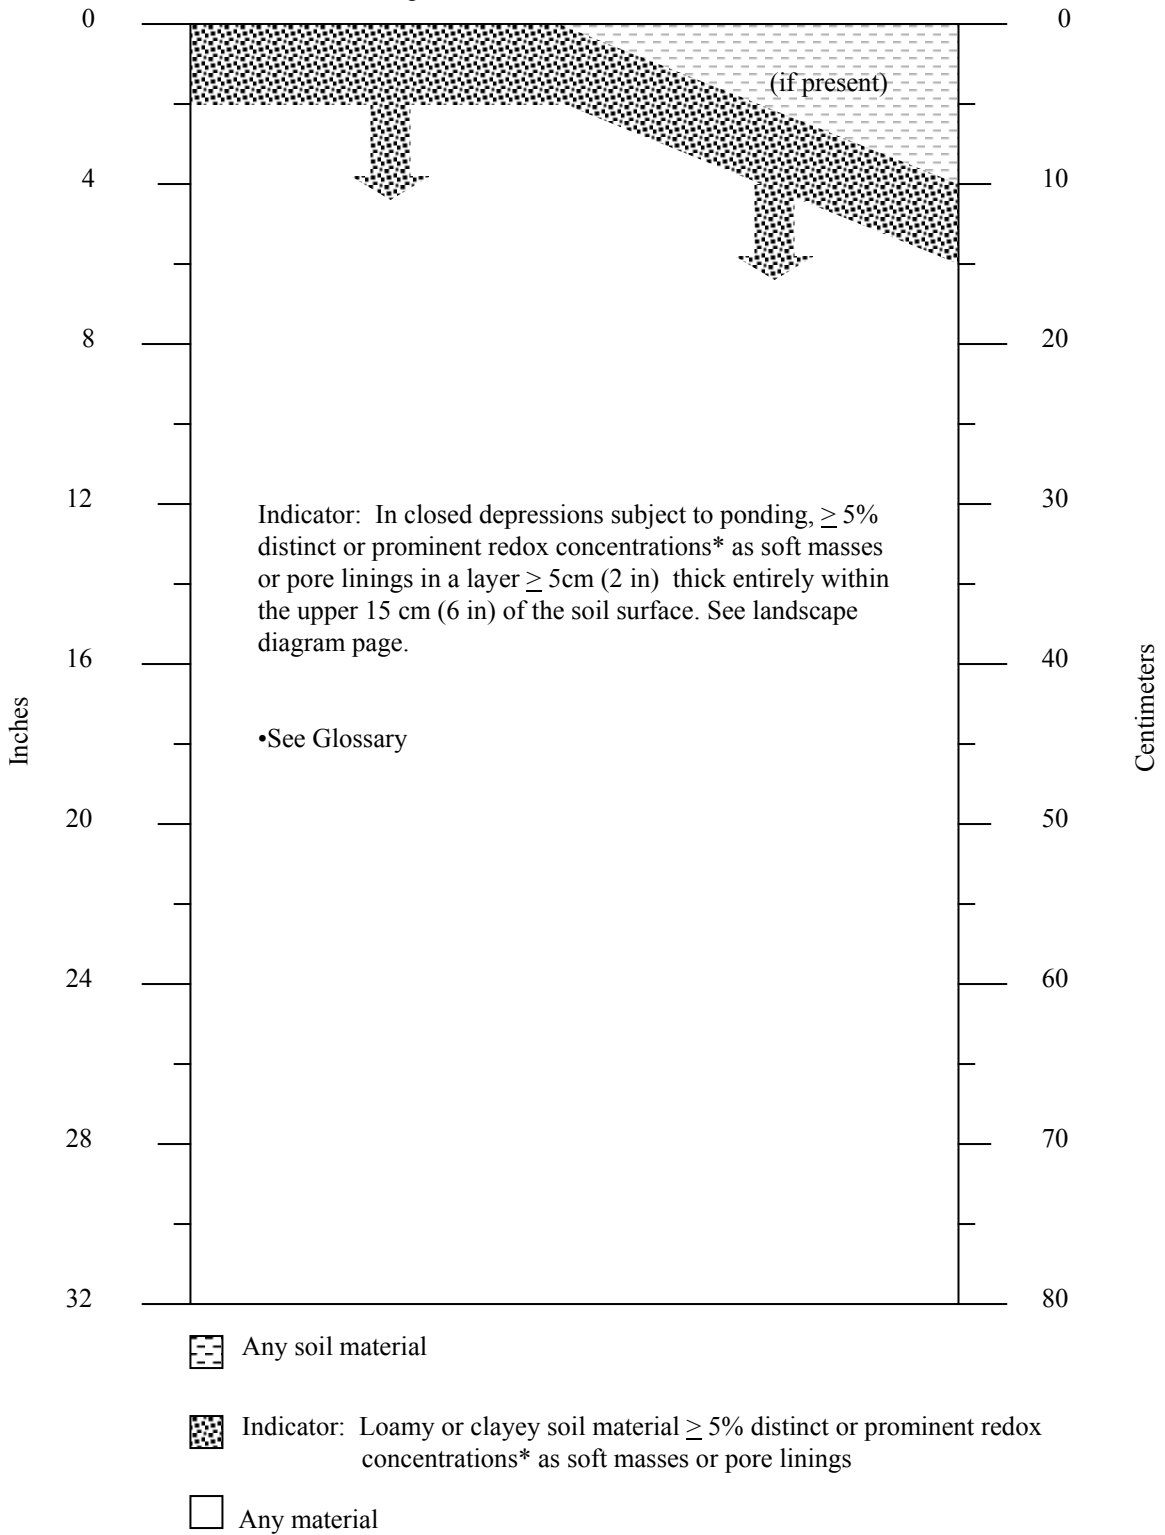 0
0
(if present)
4
10
8
20
12
30
Indicator:  In closed depressions subject to ponding, > 5%
distinct or prominent redox concentrations* as soft masses
or pore linings in a layer > 5cm (2 in)  thick entirely within
the upper 15 cm (6 in) of the soil surface. See landscape
diagram page.
16
40
Inches
Centimeters
•See Glossary
20
50
24
60
28
70
32
80
Any soil material
Indicator:  Loamy or clayey soil material > 5% distinct or prominent redox
concentrations* as soft masses or pore linings
Any material